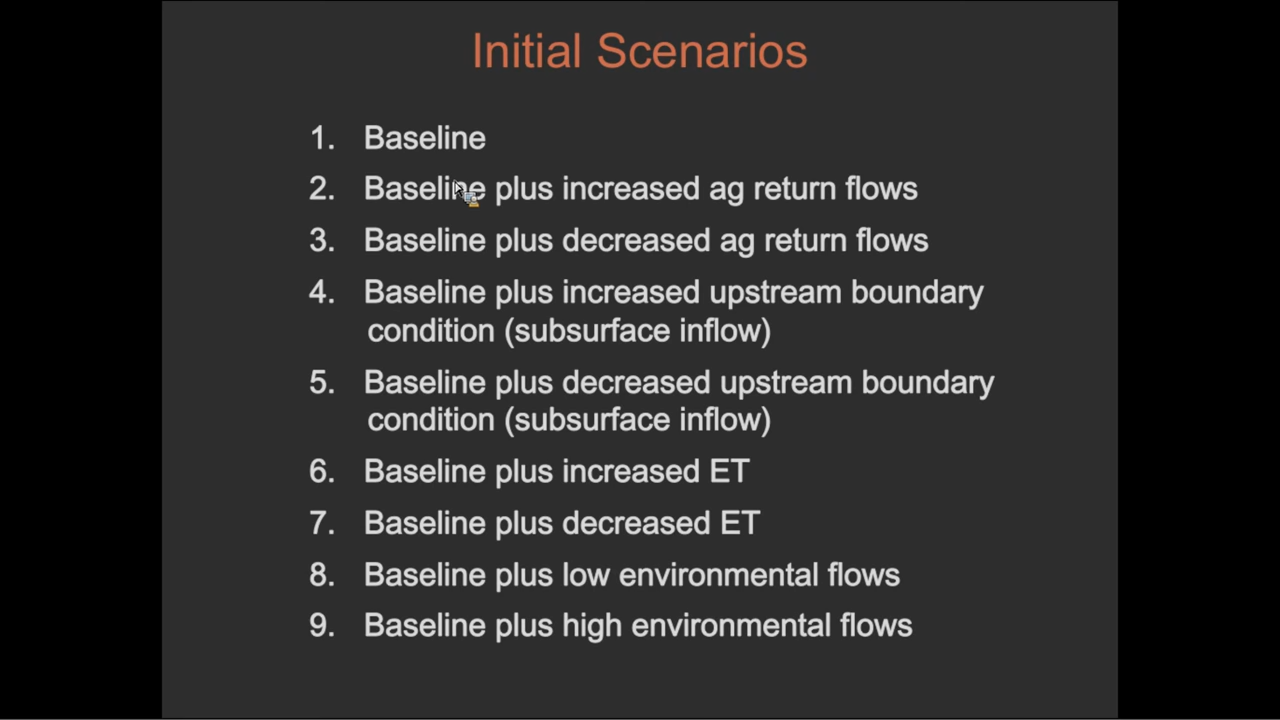 Initial Scenarios
1. Baseline
2. Baseline plus increased ag return flows
3. Baseline plus decreased ag return flows
4. Baseline plus increased upstream boundary
condition (subsurface inflow)
5. Baseline plus decreased upstream boundary
condition (subsurface inflow)
6. Baseline plus increased ET
7. Baseline plus decreased ET
8. Baseline plus low environmental flows
9. Baseline plus high environmental flows